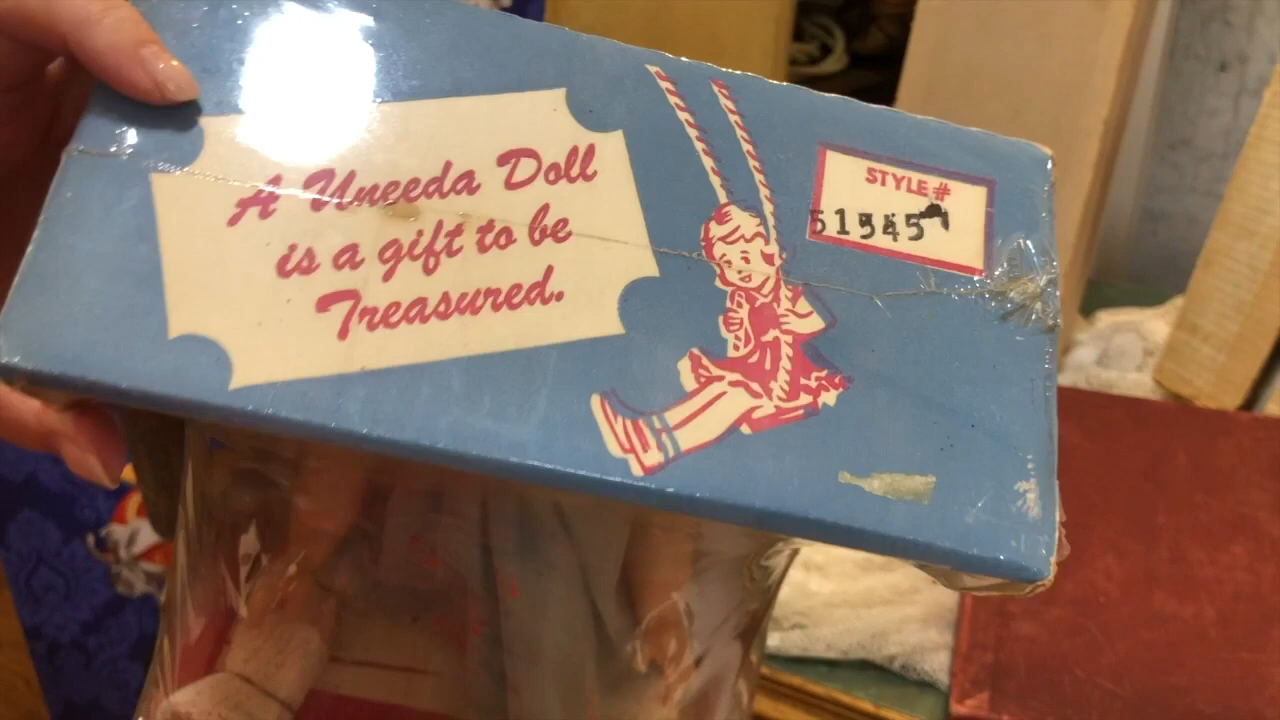 A Uneeda Doll
is a gift to be
Treasured.
STYLE #
51545